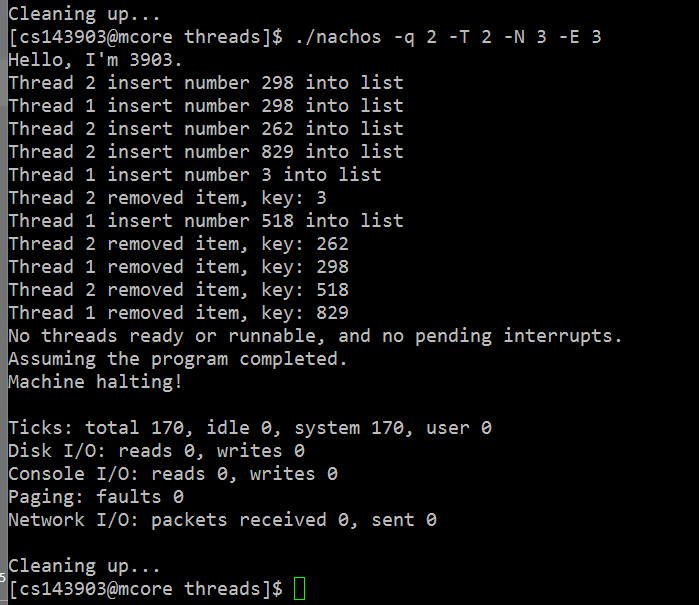 Cleaning up...
[cs143903@mcore threads]$ ./nachos -q 2 -T 2 -N 3 -E 3
Hello, I'm 3903.
Thread 2 insert number 298 into list
Thread 1 insert number 298 into list
Thread 2 insert number 262 into list
Thread 2 insert number 829 into list
Thread 1 insert number 3 into list
Thread 2 removed item, key: 3
Thread 1 insert number 518 into list
Thread 2 removed item, key: 262
Thread 1 removed item, key: 298
Thread 2 removed item, key: 518
Thread 1 removed item, key: 829
No threads ready or runnable, and no pending interrupts.
Assuming the program completed.
Machine halting!
Ticks: total 170, idle 0, system 170, user 0
Disk I/O: reads 0, writes 0
Console I/O: reads 0, writes 0
Paging: faults 0
Network I/O: packets received 0, sent 0
Cleaning up...
5
[cs143903@mcore threads]$